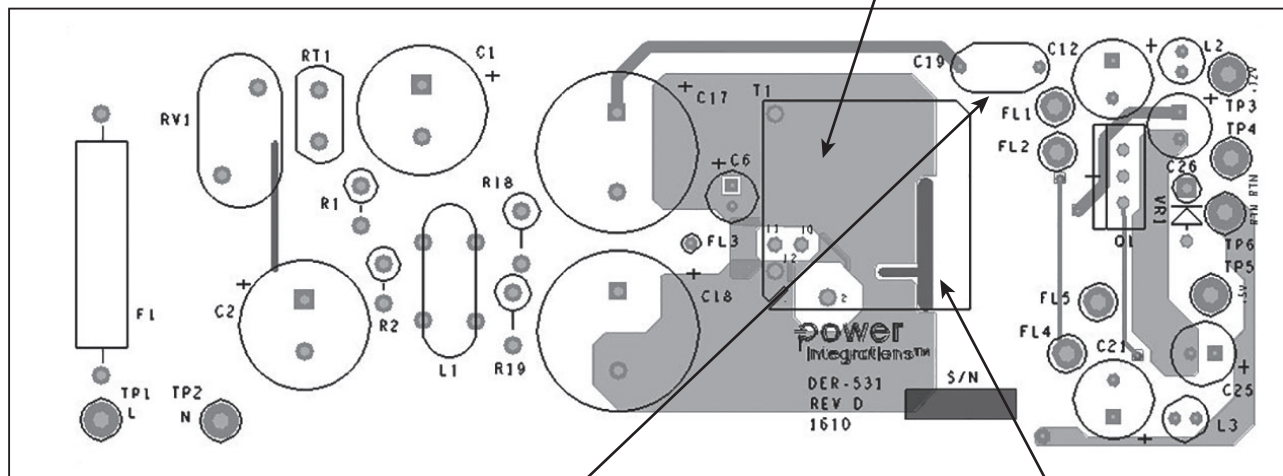 F1
TP1
L
TP2
N
RV1
RT1
C1
+
R1
R2
C2
+
L1
R18
R19
+
C17
+
C18
FL3
+
C6
T1
11
10
12
2
power
integrations™
DER-531
REV D
1610
S/N
C19
C12
+
L2
+12V
TP3
+
TP4
FL1
FL2
C26
VR1
Q1
RTN
RTN
TP6
TP5
5V
FL5
FL4
C21
+
+
C25
L3